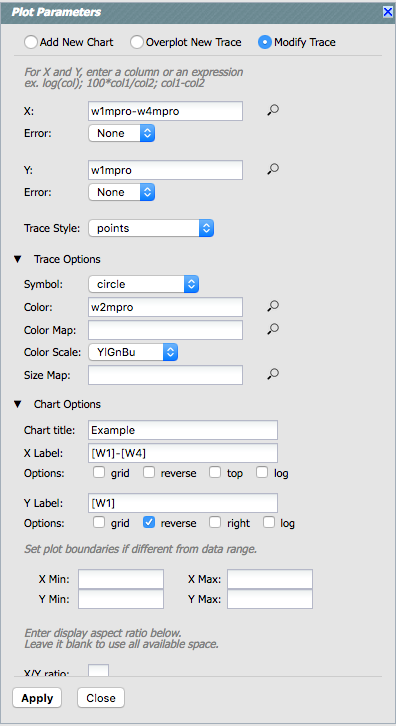 Plot Parameters
Add New Chart Overplot New Trace Modify Trace
For X and Y, enter a column or an expression
ex. log(col); 100*col1/col2; col1-col2
X: w1mpro-w4mpro
Error: None
Y: w1mpro
Error: None
Trace Style: points
Trace Options
Symbol: circle
Color: w2mpro
Color Map:
Color Scale: YlGnBu
Size Map:
Chart Options
Chart title: Example
X Label: [W1]-[W4]
Options: grid reverse top log
Y Label: [W1]
Options: grid reverse right log
Set plot boundaries if different from data range.
X Min: X Max:
Y Min: Y Max:
Enter display aspect ratio below.
Leave it blank to use all available space.
X/Y ratio:
Apply Close